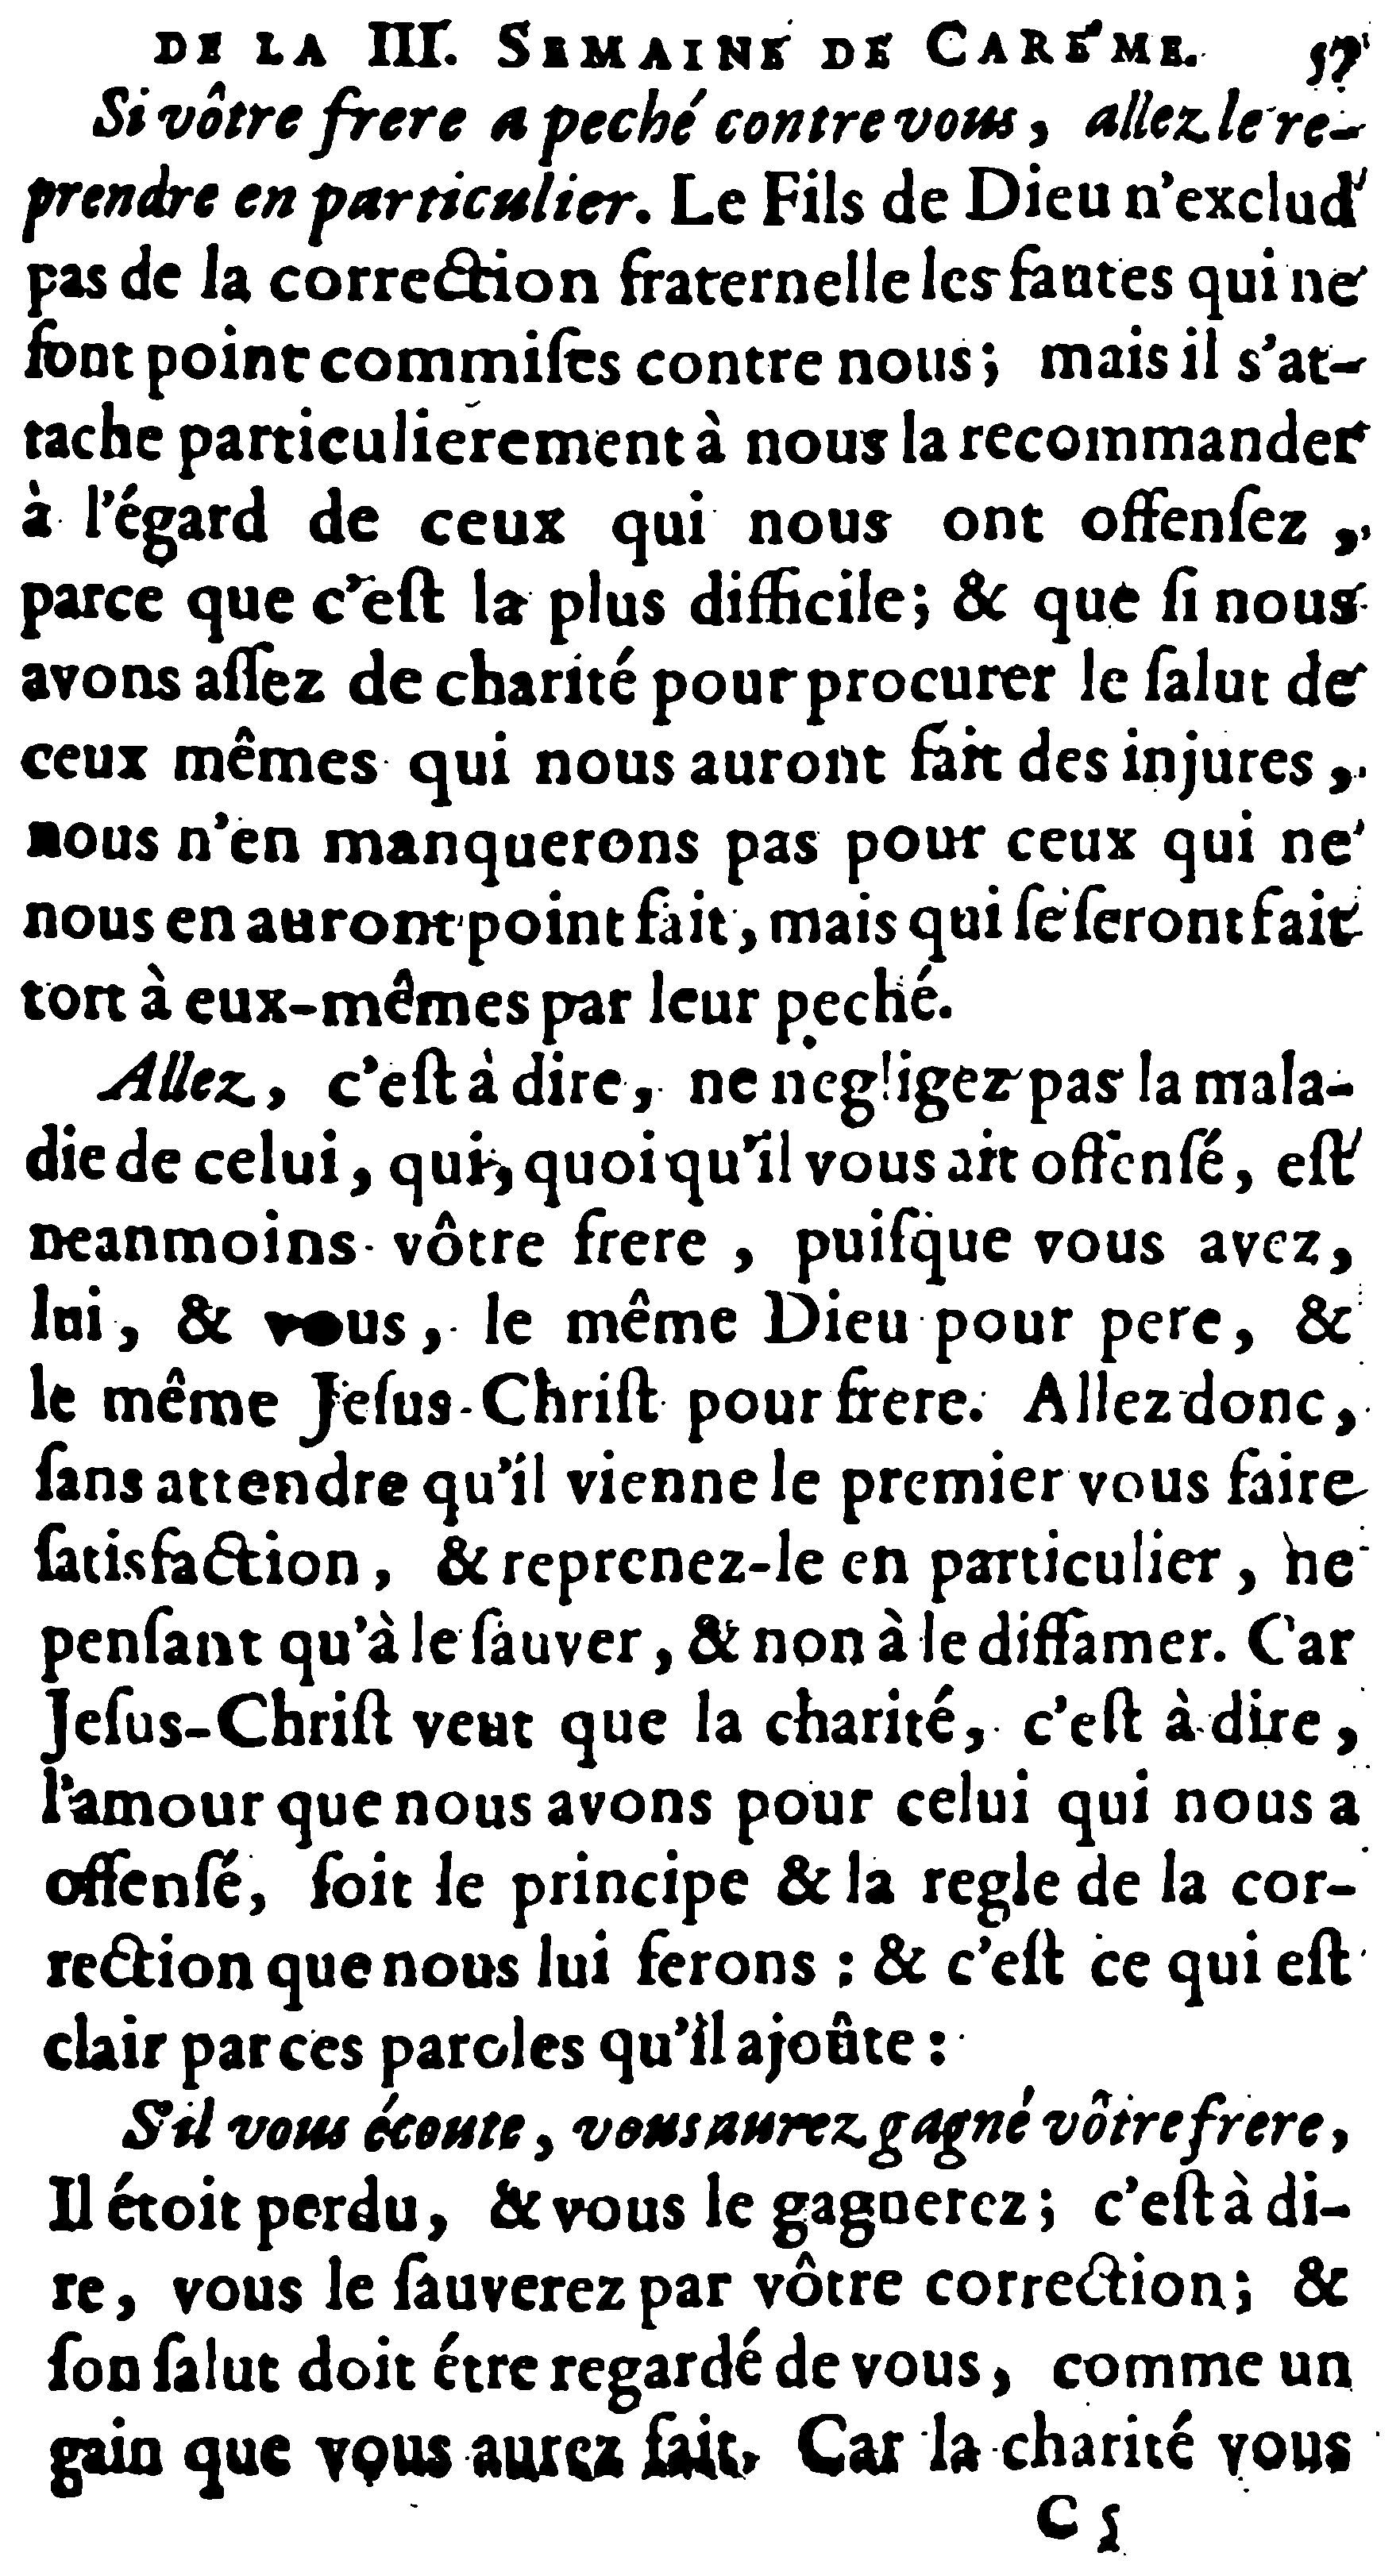 DE LA III. SEMAINE DE CARÉME. 57
Si vôtre frere a peché contre vous, allez le re-
prendre en particulier. Le Fils de Dieu n'exclud
pas de la correction fraternelle les fautes qui ne
ſont point commiſes contre nous; mais il s'at-
tache particulierement à nous la recommander
à l'égard de ceux qui nous ont offenſez,
parce que c'eſt la plus difficile; & que ſi nous
avons aſſez de charité pour procurer le ſalut de
ceux mêmes qui nous auront fait des injures,
nous n'en manquerons pas pour ceux qui ne
nous en auront point fait, mais qui ſe ſeront fait
tort à eux-mêmes par leur peché.
Allez, c'eſt à dire, ne negligez pas la mala-
die de celui, qui, quoiqu'il vous ait offenſé, eſt
neanmoins vôtre frere, puiſque vous avez,
lui, & vous, le même Dieu pour pere, &
le même Jeſus-Chriſt pour frere. Allez donc,
ſans attendre qu'il vienne le premier vous faire
ſatisfaction, & reprenez-le en particulier, ne
penſant qu'à le ſauver, & non à le diffamer. Car
Jeſus-Chriſt veut que la charité, c'eſt à dire,
l'amour que nous avons pour celui qui nous a
offenſé, ſoit le principe & la regle de la cor-
rection que nous lui ferons: & c'eſt ce qui eſt
clair par ces paroles qu'il ajoûte:
S'il vous écoute, vous aurez gagné vôtre frere,
Il étoit perdu, & vous le gagnerez; c'eſt à di-
re, vous le ſauverez par vôtre correction; &
ſon ſalut doit étre regardé de vous, comme un
gain que vous aurez fait. Car la charité vous
C 5